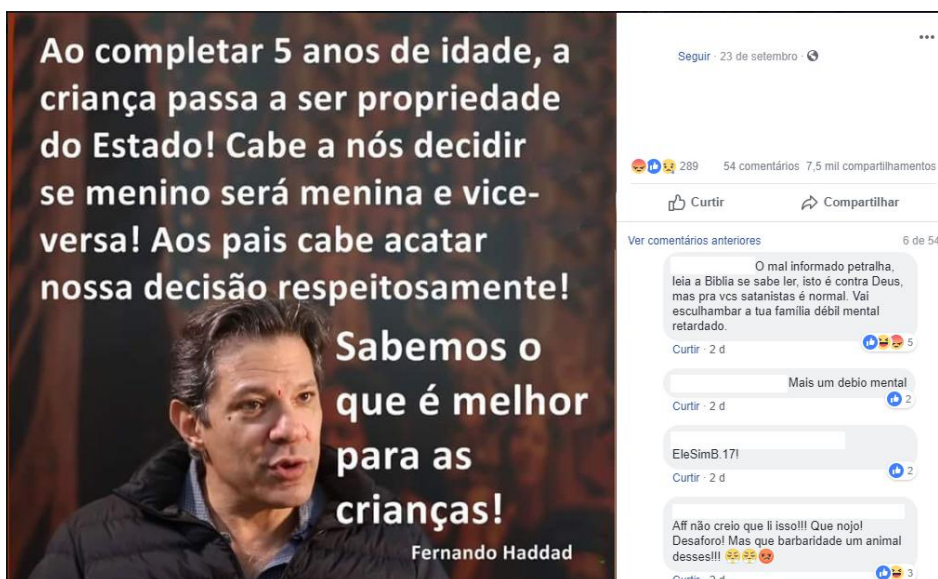 Ao completar 5 anos de idade, a
criança passa a ser propriedade
do Estado! Cabe a nós decidir
se menino será menina e vice-
versa! Aos pais cabe acatar
nossa decisão respeitosamente!
Sabemos o
que é melhor
para as
crianças!
Fernando Haddad
Seguir · 23 de setembro ·
289 54 comentários 7,5 mil compartilhamentos
Curtir Compartilhar
Ver comentários anteriores 6 de 54
O mal informado petralha,
leia a Biblia se sabe ler, isto é contra Deus,
mas pra vcs satanistas é normal. Vai
esculhambar a tua família débil mental
retardado.
Curtir · 2 d 5
Mais um debio mental
Curtir · 2 d 2
EleSimB.17!
Curtir · 2 d 2
Aff não creio que li isso!!! Que nojo!
Desaforo! Mas que barbaridade um animal
desses!!!
Curtir · 2 d 3